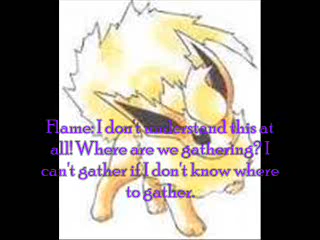 Flame: I don't understand this at
all! Where are we gathering? I
can't gather if I don't know where
to gather.